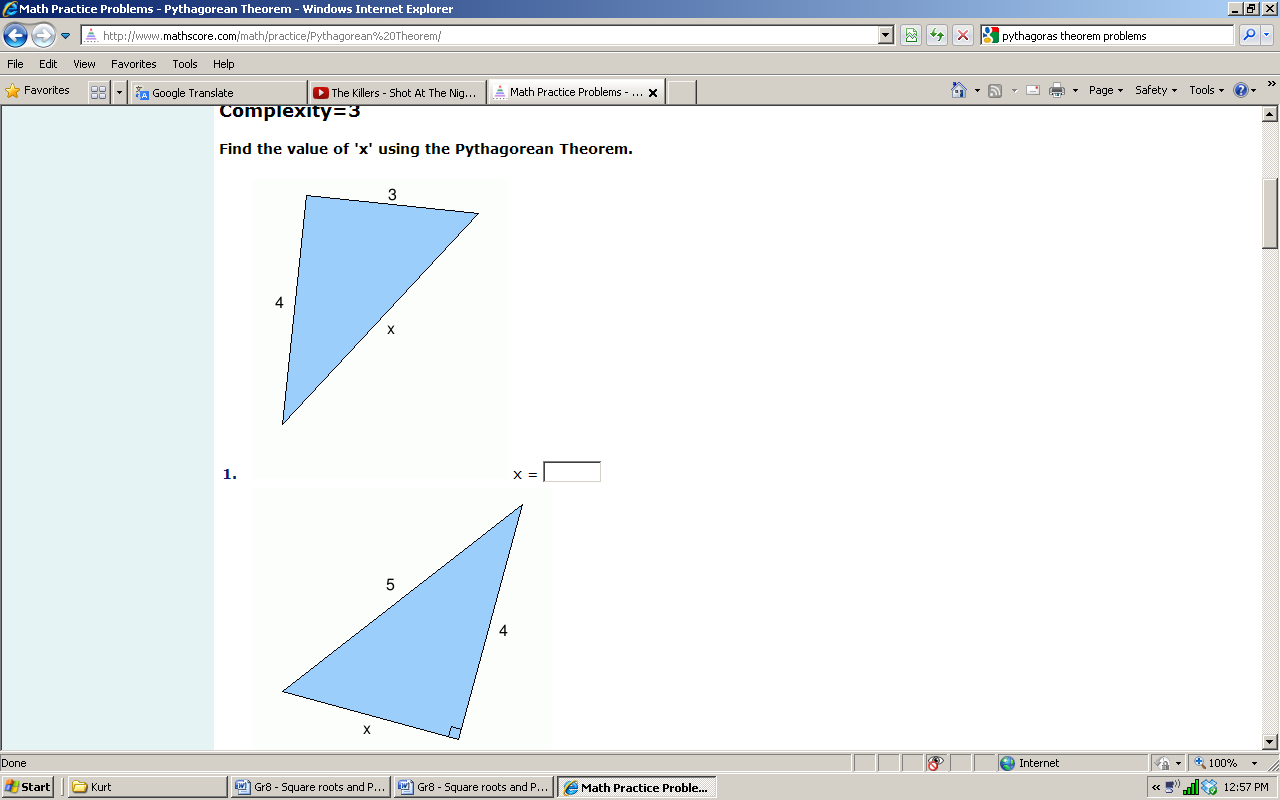 Math Practice Problems - Pythagorean Theorem - Windows Internet Explorer
http://www.mathscore.com/math/practice/Pythagorean%20Theorem/
pythagoras theorem problems
File Edit View Favorites Tools Help
Favorites
Google Translate
The Killers - Shot At The Nig...
Math Practice Problems - ...
Page Safety Tools
Complexity=3
Find the value of 'x' using the Pythagorean Theorem.
3
4
x
1. x =
5
4
x
Done Internet 100%
Start Kurt Gr8 - Square roots and P... Gr8 - Square roots and P... Math Practice Proble... 12:57 PM